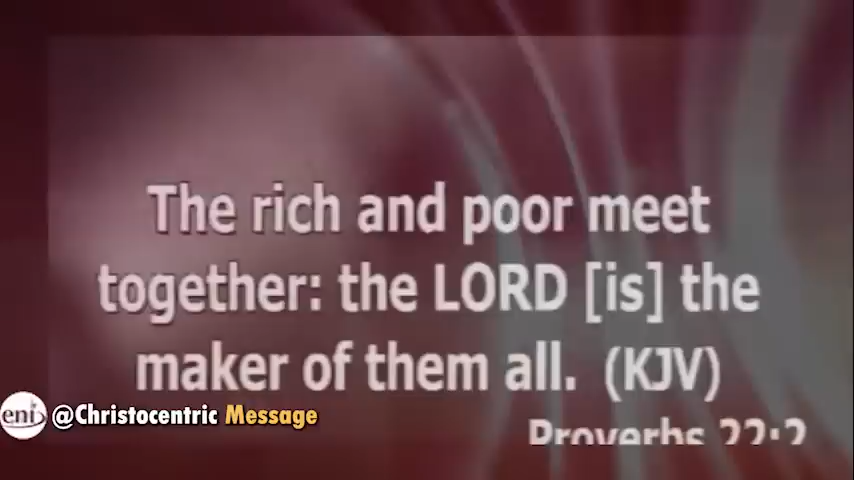 The rich and poor meet
together: the LORD [is] the
maker of them all. (KJV)
eni @Christocentric Message
Proverbs 22:2